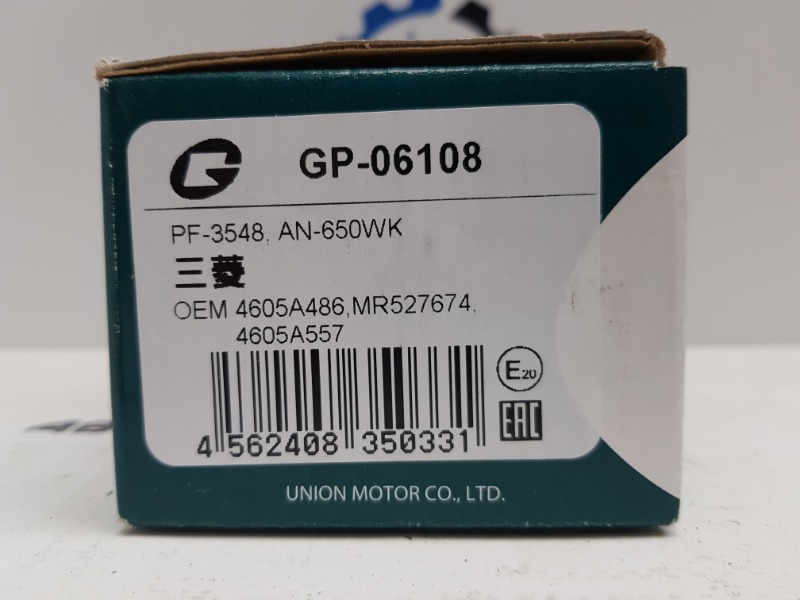 GP-06108
PF-3548, AN-650WK
三菱
OEM 4605A486,MR527674,
4605A557
E20
EAC
4 562408 350331
UNION MOTOR CO., LTD.